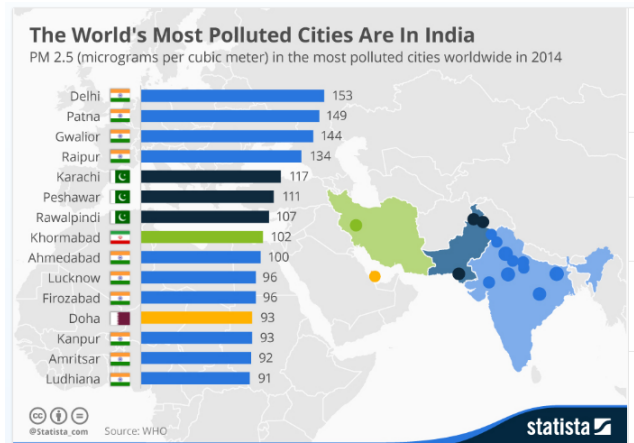 The World's Most Polluted Cities Are In India
PM 2.5 (micrograms per cubic meter) in the most polluted cities worldwide in 2014
Delhi 153
Patna 149
Gwalior 144
Raipur 134
Karachi 117
Peshawar 111
Rawalpindi 107
Khormabad 102
Ahmedabad 100
Lucknow 96
Firozabad 96
Doha 93
Kanpur 93
Amritsar 92
Ludhiana 91
cc
@Statista_com Source: WHO
statista